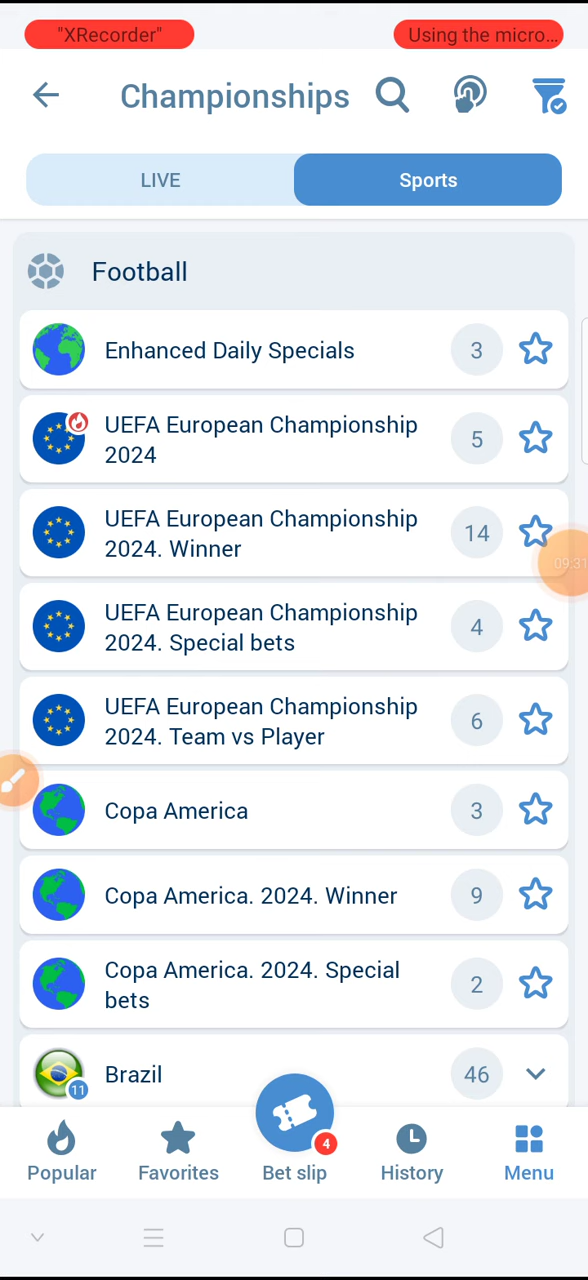 "XRecorder"
Using the micro...
Championships
LIVE
Sports
Football
Enhanced Daily Specials
3
UEFA European Championship
2024
5
UEFA European Championship
2024. Winner
14
09:31
UEFA European Championship
2024. Special bets
4
UEFA European Championship
2024. Team vs Player
6
Copa America
3
Copa America. 2024. Winner
9
Copa America. 2024. Special
bets
2
Brazil
11
46
4
Popular
Favorites
Bet slip
History
Menu